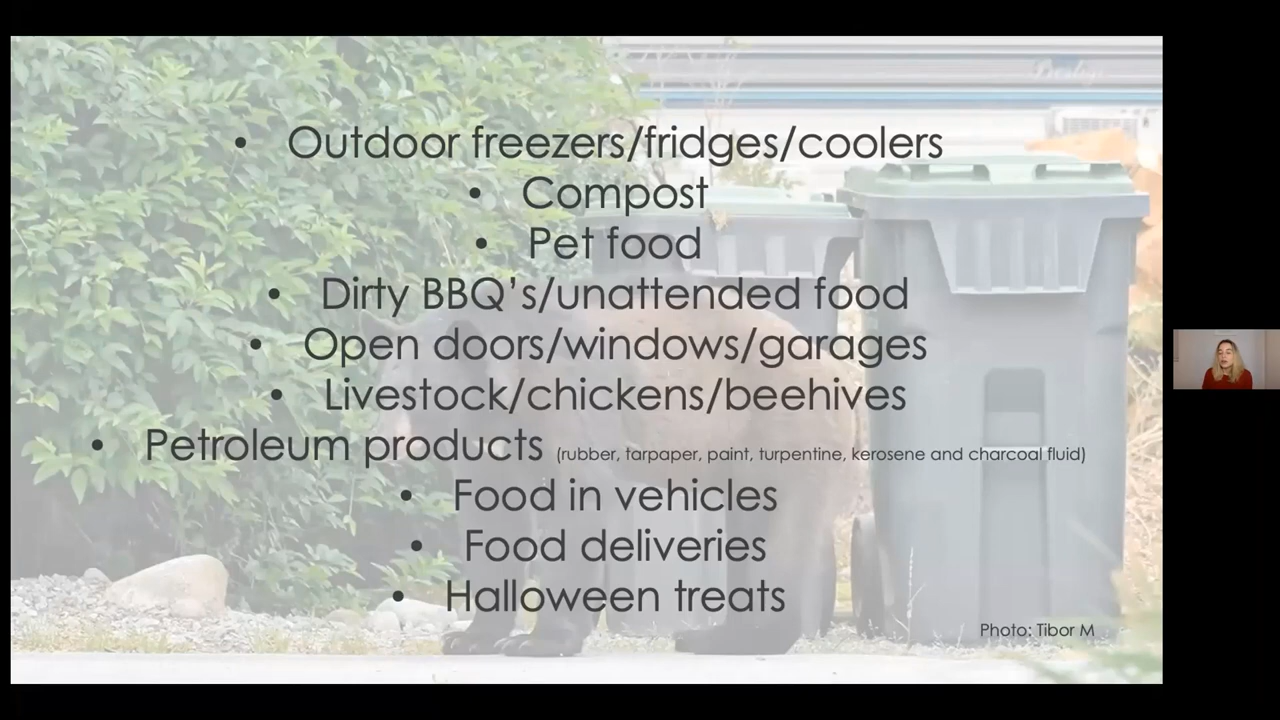 • Outdoor freezers/fridges/coolers
• Compost
• Pet food
• Dirty BBQ’s/unattended food
• Open doors/windows/garages
• Livestock/chickens/beehives
• Petroleum products (rubber, tarpaper, paint, turpentine, kerosene and charcoal fluid)
• Food in vehicles
• Food deliveries
• Halloween treats
Photo: Tibor M